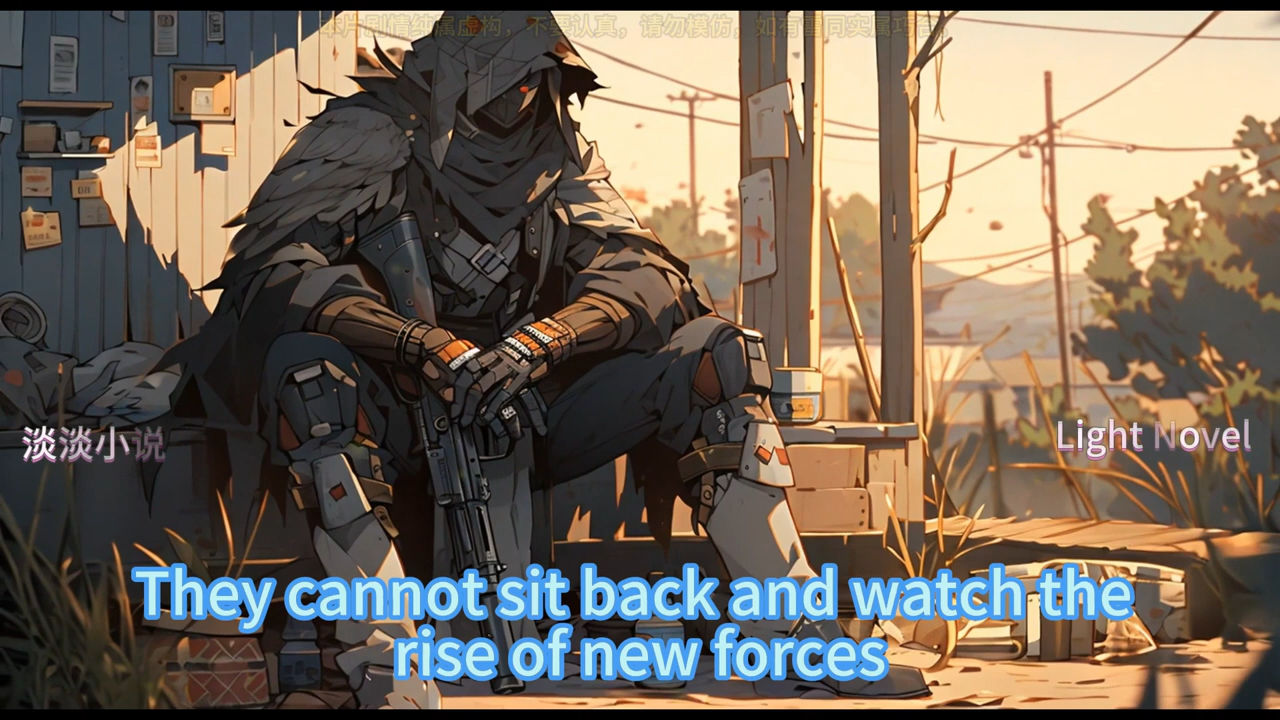 本片剧情纯属虚构，不要认真，请勿模仿，如有雷同实属巧合，
淡淡小说
Light Novel
They cannot sit back and watch the
rise of new forces